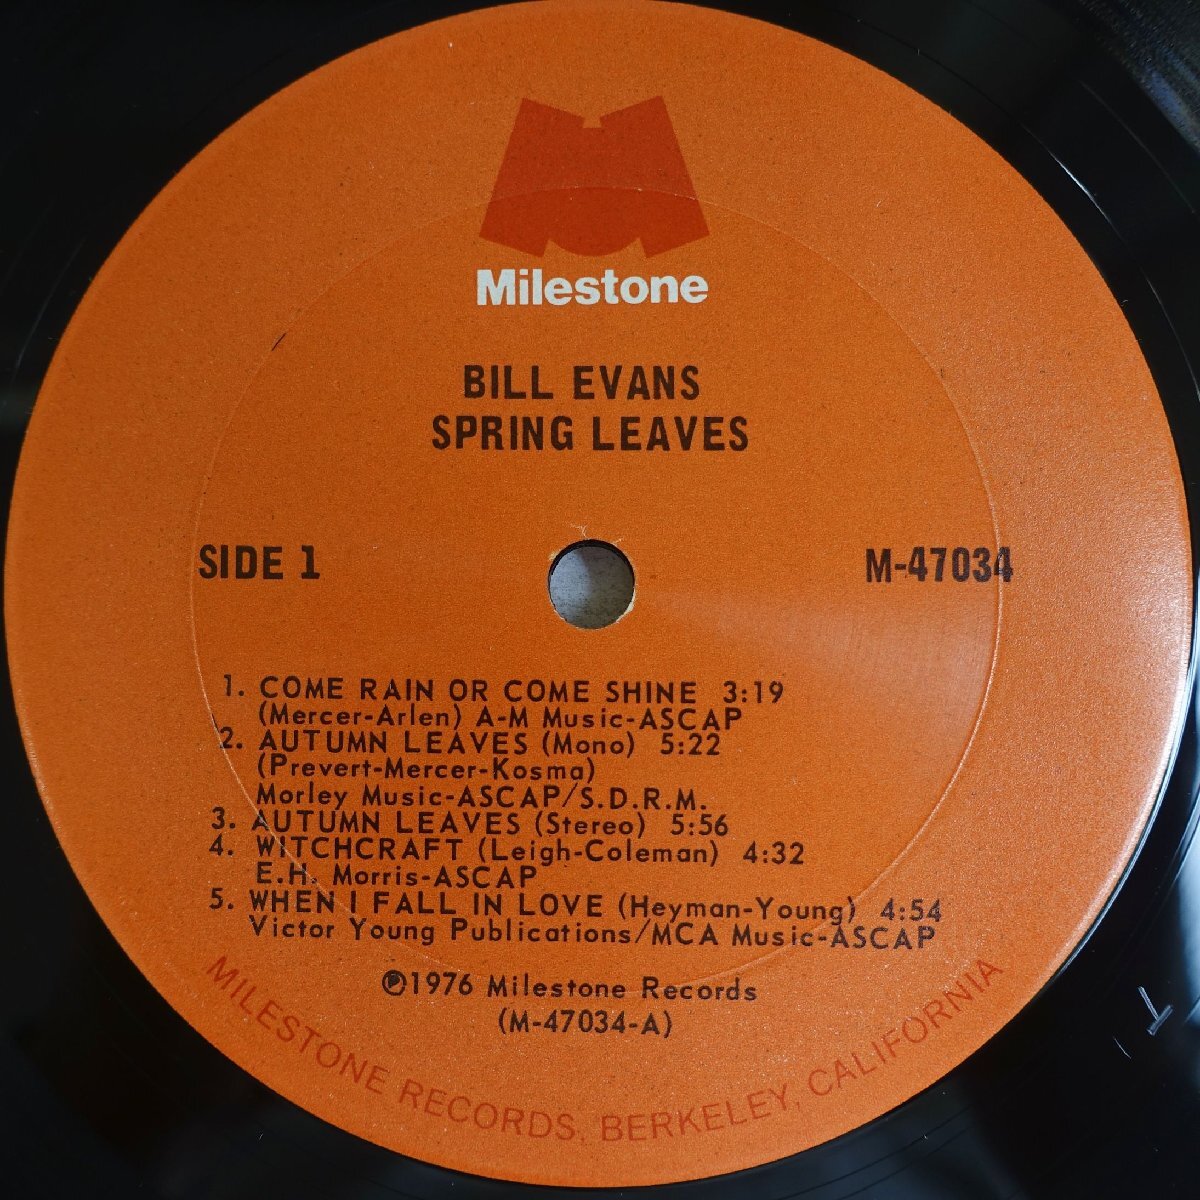 Milestone
BILL EVANS
SPRING LEAVES
SIDE 1
M-47034
1. COME RAIN OR COME SHINE 3:19
(Mercer-Arlen) A-M Music-ASCAP
2. AUTUMN LEAVES (Mono) 5:22
(Prevert-Mercer-Kosma)
Morley Music-ASCAP/S.D.R.M.
3. AUTUMN LEAVES (Stereo) 5:56
4. WITCHCRAFT (Leigh-Coleman) 4:32
E.H. Morris-ASCAP
5. WHEN I FALL IN LOVE (Heyman-Young) 4:54
Victor Young Publications/MCA Music-ASCAP
℗1976 Milestone Records
(M-47034-A)
MILESTONE RECORDS, BERKELEY, CALIFORNIA